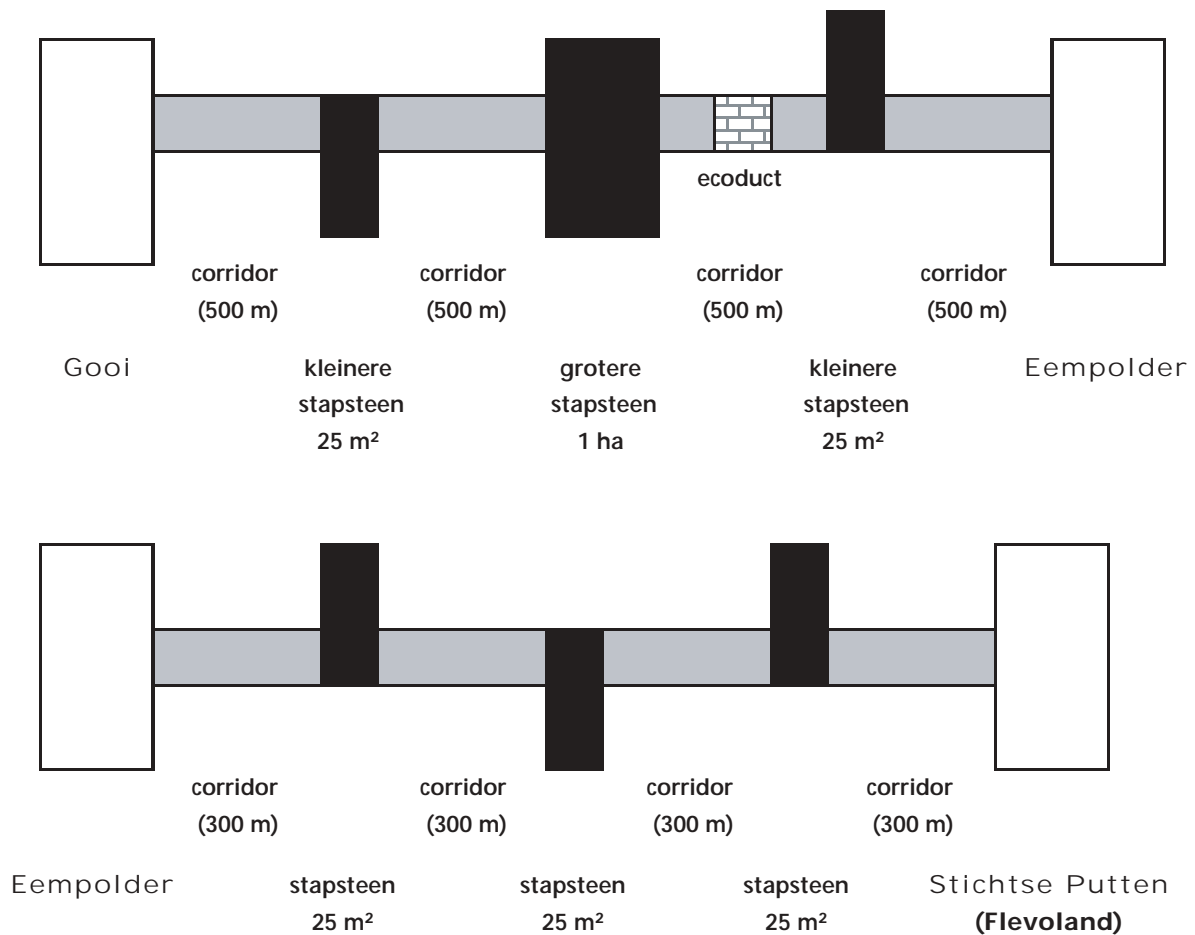 ecoduct
corridor corridor corridor corridor
(500 m) (500 m) (500 m) (500 m)
Gooi kleinere grotere kleinere Eempolder
stapsteen stapsteen stapsteen
25 m² 1 ha 25 m²
corridor corridor corridor corridor
(300 m) (300 m) (300 m) (300 m)
Eempolder stapsteen stapsteen stapsteen Stichtse Putten
25 m² 25 m² 25 m² (Flevoland)